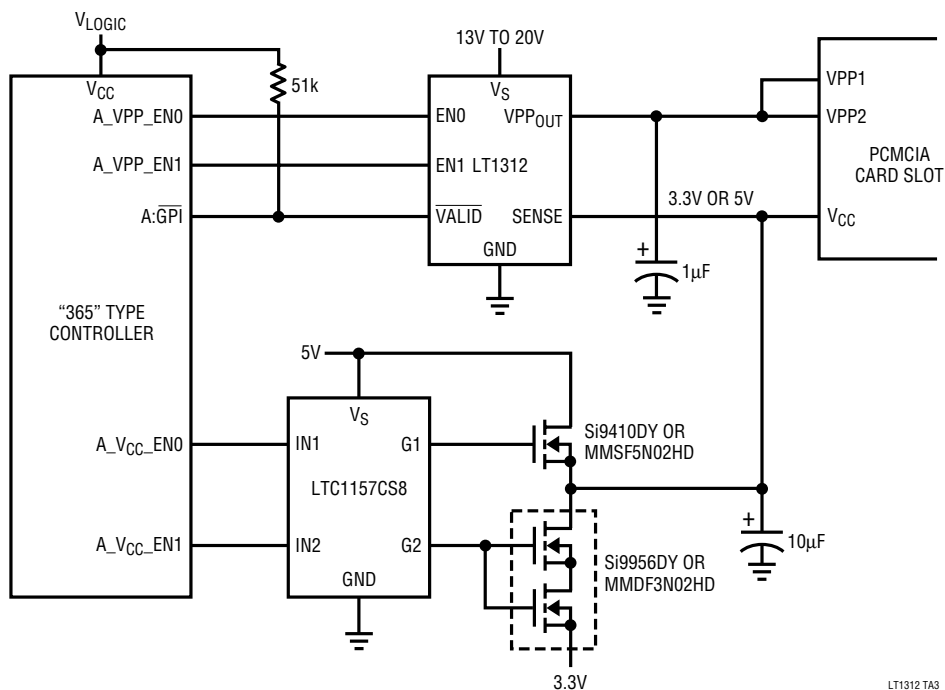 VLOGIC
VCC
A_VPP_EN0
A_VPP_EN1
A:GPI
"365" TYPE
CONTROLLER
A_VCC_EN0
A_VCC_EN1
51k
13V TO 20V
VS
EN0
VPPOUT
EN1 LT1312
VALID
SENSE
GND
3.3V OR 5V
+
1µF
VPP1
VPP2
PCMCIA
CARD SLOT
VCC
5V
VS
IN1
G1
LTC1157CS8
IN2
G2
GND
Si9410DY OR
MMSF5N02HD
Si9956DY OR
MMDF3N02HD
+
10µF
3.3V
LT1312 TA3